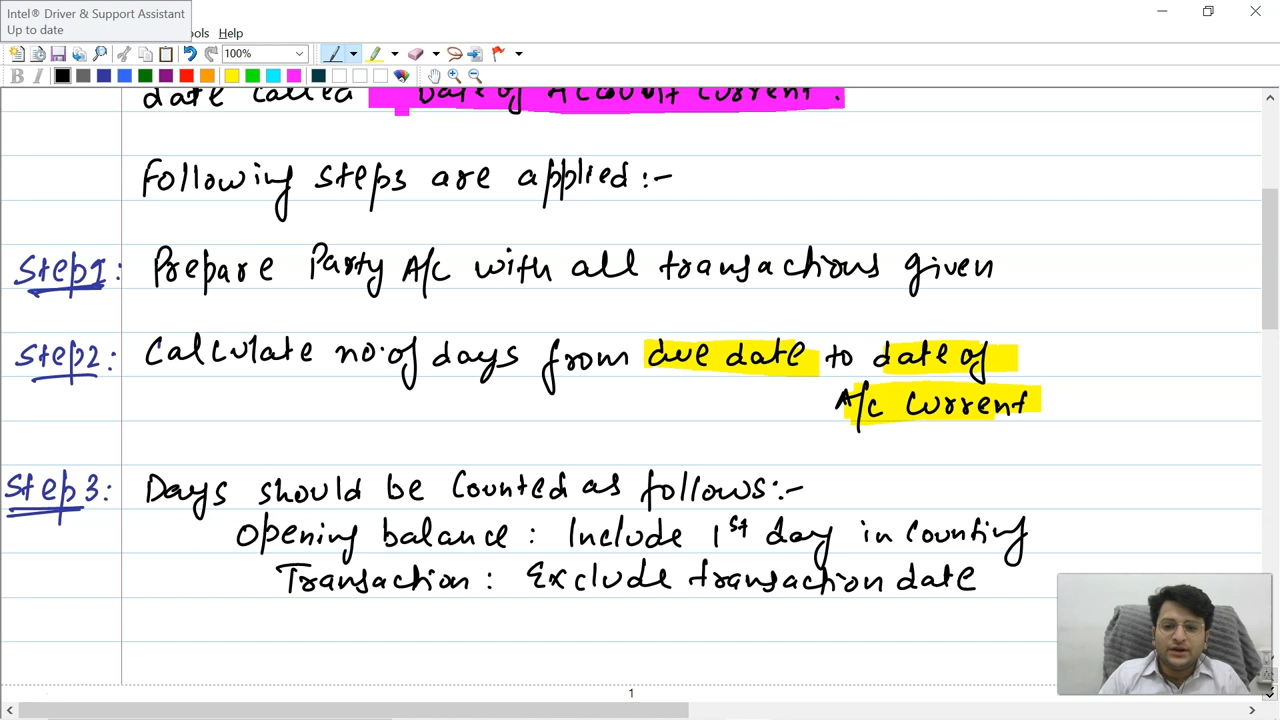 Intel® Driver & Support Assistant
Up to date
ools Help
100%
B I
date called "Date of Account Current".
Following steps are applied:-
Step1: Prepare Party A/c with all transactions given
Step2: Calculate no. of days from due date to date of
A/c Current
Step3: Days should be Counted as follows:-
Opening balance: Include 1st day in Counting
Transaction: Exclude transaction date
1